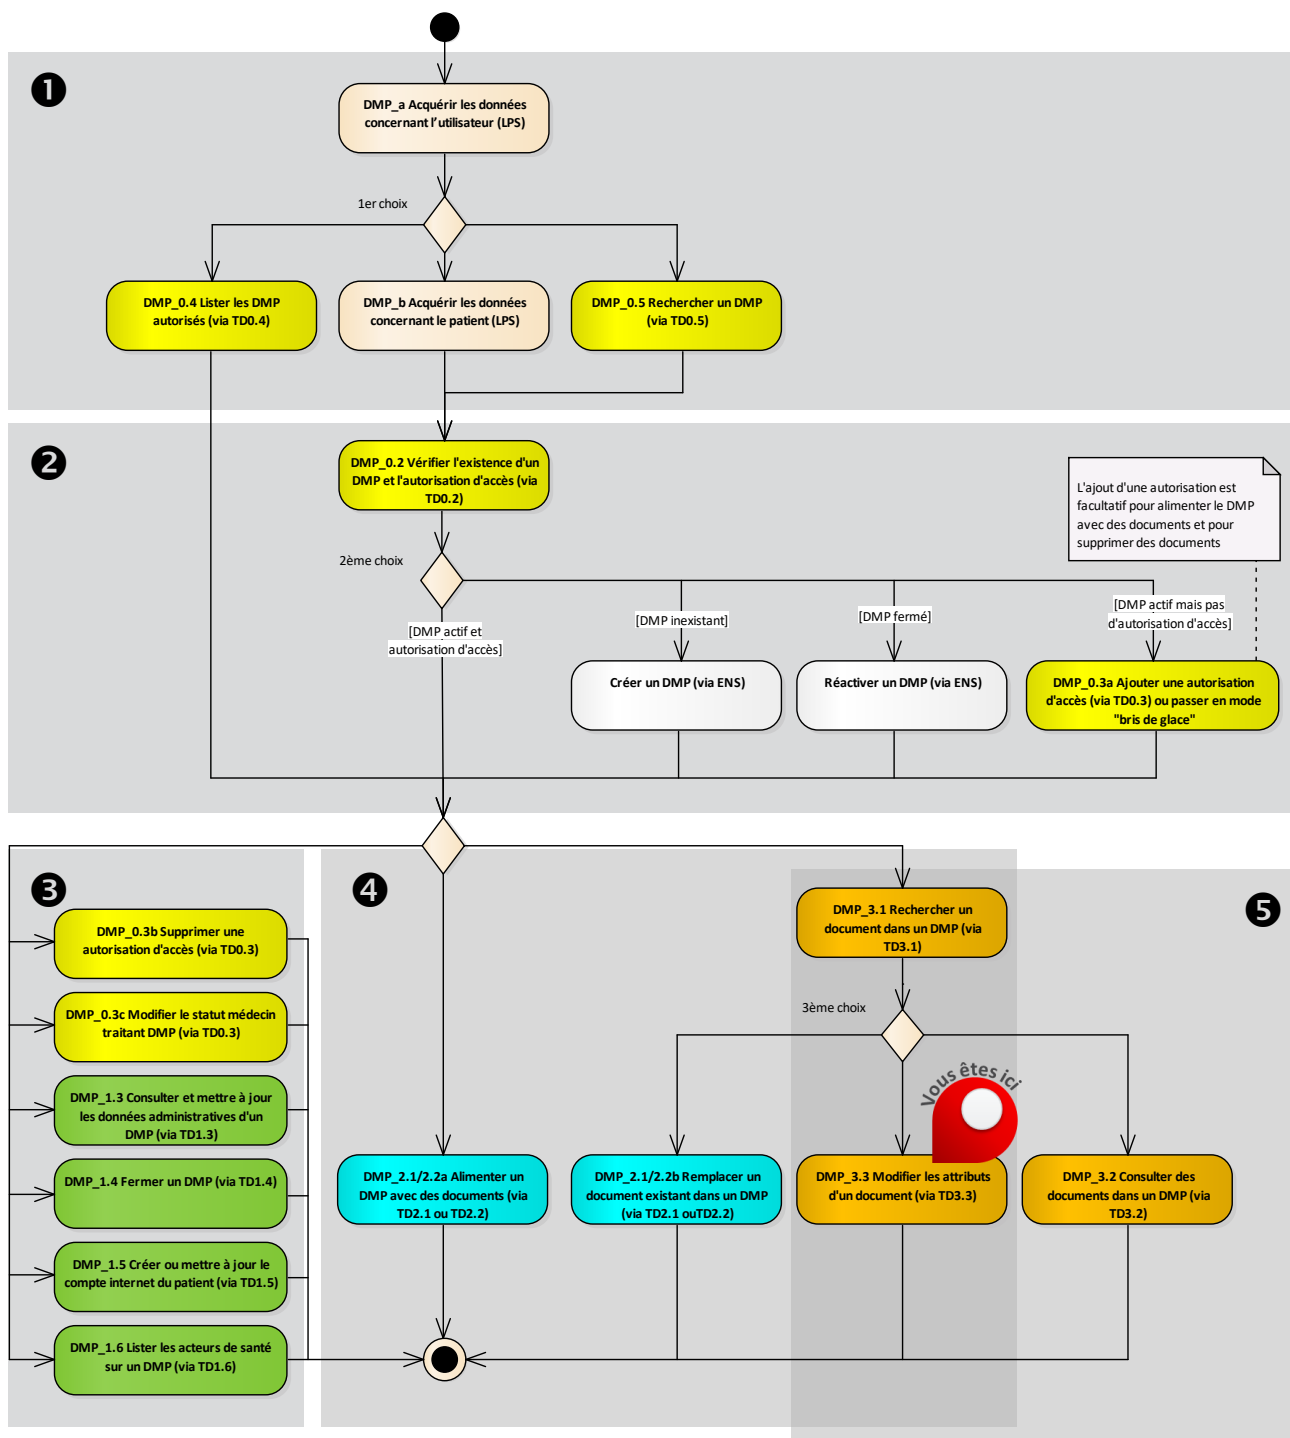 ❶
DMP_a Acquérir les données
concernant l’utilisateur (LPS)
1er choix
DMP_0.4 Lister les DMP
autorisés (via TD0.4)
DMP_b Acquérir les données
concernant le patient (LPS)
DMP_0.5 Rechercher un DMP
(via TD0.5)
❷
DMP_0.2 Vérifier l'existence d'un
DMP et l'autorisation d'accès (via
TD0.2)
L'ajout d'une autorisation est
facultatif pour alimenter le DMP
avec des documents et pour
supprimer des documents
2ème choix
[DMP actif et
autorisation d'accès]
[DMP inexistant]
[DMP fermé]
[DMP actif mais pas
d'autorisation d'accès]
Créer un DMP (via ENS)
Réactiver un DMP (via ENS)
DMP_0.3a Ajouter une autorisation
d'accès (via TD0.3) ou passer en mode
"bris de glace"
❸
DMP_0.3b Supprimer une
autorisation d'accès (via TD0.3)
DMP_0.3c Modifier le statut médecin
traitant DMP (via TD0.3)
DMP_1.3 Consulter et mettre à jour
les données administratives d'un
DMP (via TD1.3)
DMP_1.4 Fermer un DMP (via TD1.4)
DMP_1.5 Créer ou mettre à jour le
compte internet du patient (via TD1.5)
DMP_1.6 Lister les acteurs de santé
sur un DMP (via TD1.6)
❹
❺
DMP_3.1 Rechercher un
document dans un DMP (via
TD3.1)
3ème choix
Vous êtes ici
DMP_2.1/2.2a Alimenter un
DMP avec des documents (via
TD2.1 ou TD2.2)
DMP_2.1/2.2b Remplacer un
document existant dans un DMP
(via TD2.1 ouTD2.2)
DMP_3.3 Modifier les attributs
d'un document (via TD3.3)
DMP_3.2 Consulter des
documents dans un DMP (via
TD3.2)